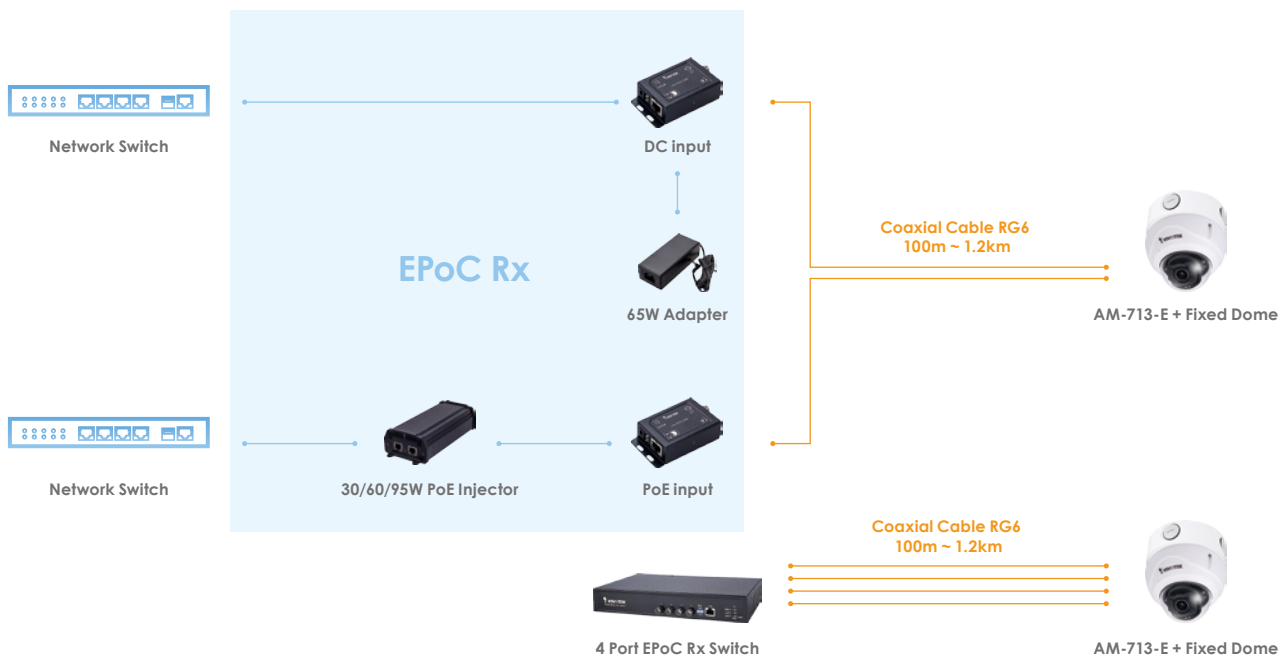 Network Switch
DC input
Coaxial Cable RG6
100m ~ 1.2km
EPoC Rx
65W Adapter
AM-713-E + Fixed Dome
Network Switch
30/60/95W PoE Injector
PoE input
Coaxial Cable RG6
100m ~ 1.2km
4 Port EPoC Rx Switch
AM-713-E + Fixed Dome